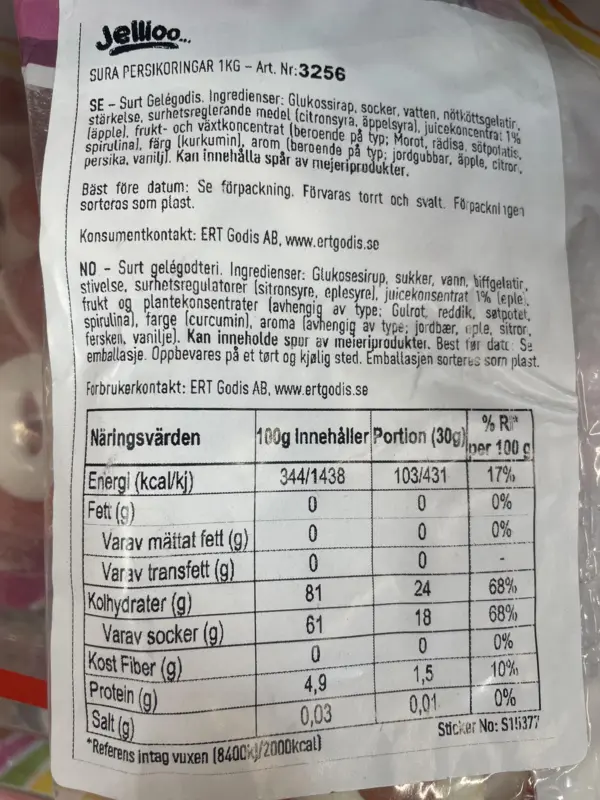 Jellioo...
SURA PERSIKORINGAR 1KG – Art. Nr:3256
SE – Surt Gelégodis. Ingredienser: Glukossirap, socker, vatten, nötköttsgelatir,
stärkelse, surhetsreglerande medel (citronsyra, äppelsyra), juicekoncentrat 1%
(äpple), frukt- och växtkoncentrat (beroende på typ; Morot, rädisa, sötpotatis,
spirulina), färg (kurkumin), arom (beroende på typ; jordgubbar, äpple, citror,
persika, vanilj). Kan innehålla spår av mejeriprodukter.
Bäst före datum: Se förpackning. Förvaras torrt och svalt. Förpackningen
sorteras som plast.
Konsumentkontakt: ERT Godis AB, www.ertgodis.se
NO – Surt gelégodteri. Ingredienser: Glukosesirup, sukker, vann, biffgelatir,
stivelse, surhetsregulatorer (sitronsyre, eplesyre), juicekonsentrat 1% (eple),
frukt og plantekonsentrater (avhengig av type; Gulrot, reddik, søtpotet,
spirulina), farge (curcumin), aroma (avhengig av type; jordbær, eple, sitror,
fersken, vanilje). Kan inneholde spor av meieriprodukter. Best før dato: Se
emballasje. Oppbevares på et tørt og kjølig sted. Emballasjen sorteres som plast.
Forbrukerkontakt: ERT Godis AB, www.ertgodis.se
Näringsvärden 100g Innehåller Portion (30g) % RI* per 100 g
Energi (kcal/kj) 344/1438 103/431 17%
Fett (g) 0 0 0%
Varav mättat fett (g) 0 0 0%
Varav transfett (g) 0 0 -
Kolhydrater (g) 81 24 68%
Varav socker (g) 61 18 68%
Kost Fiber (g) 0 0 0%
Protein (g) 4,9 1,5 10%
Salt (g) 0,03 0,01 0%
*Referens intag vuxen (8400kj/2000kcal)
Sticker No: S15377